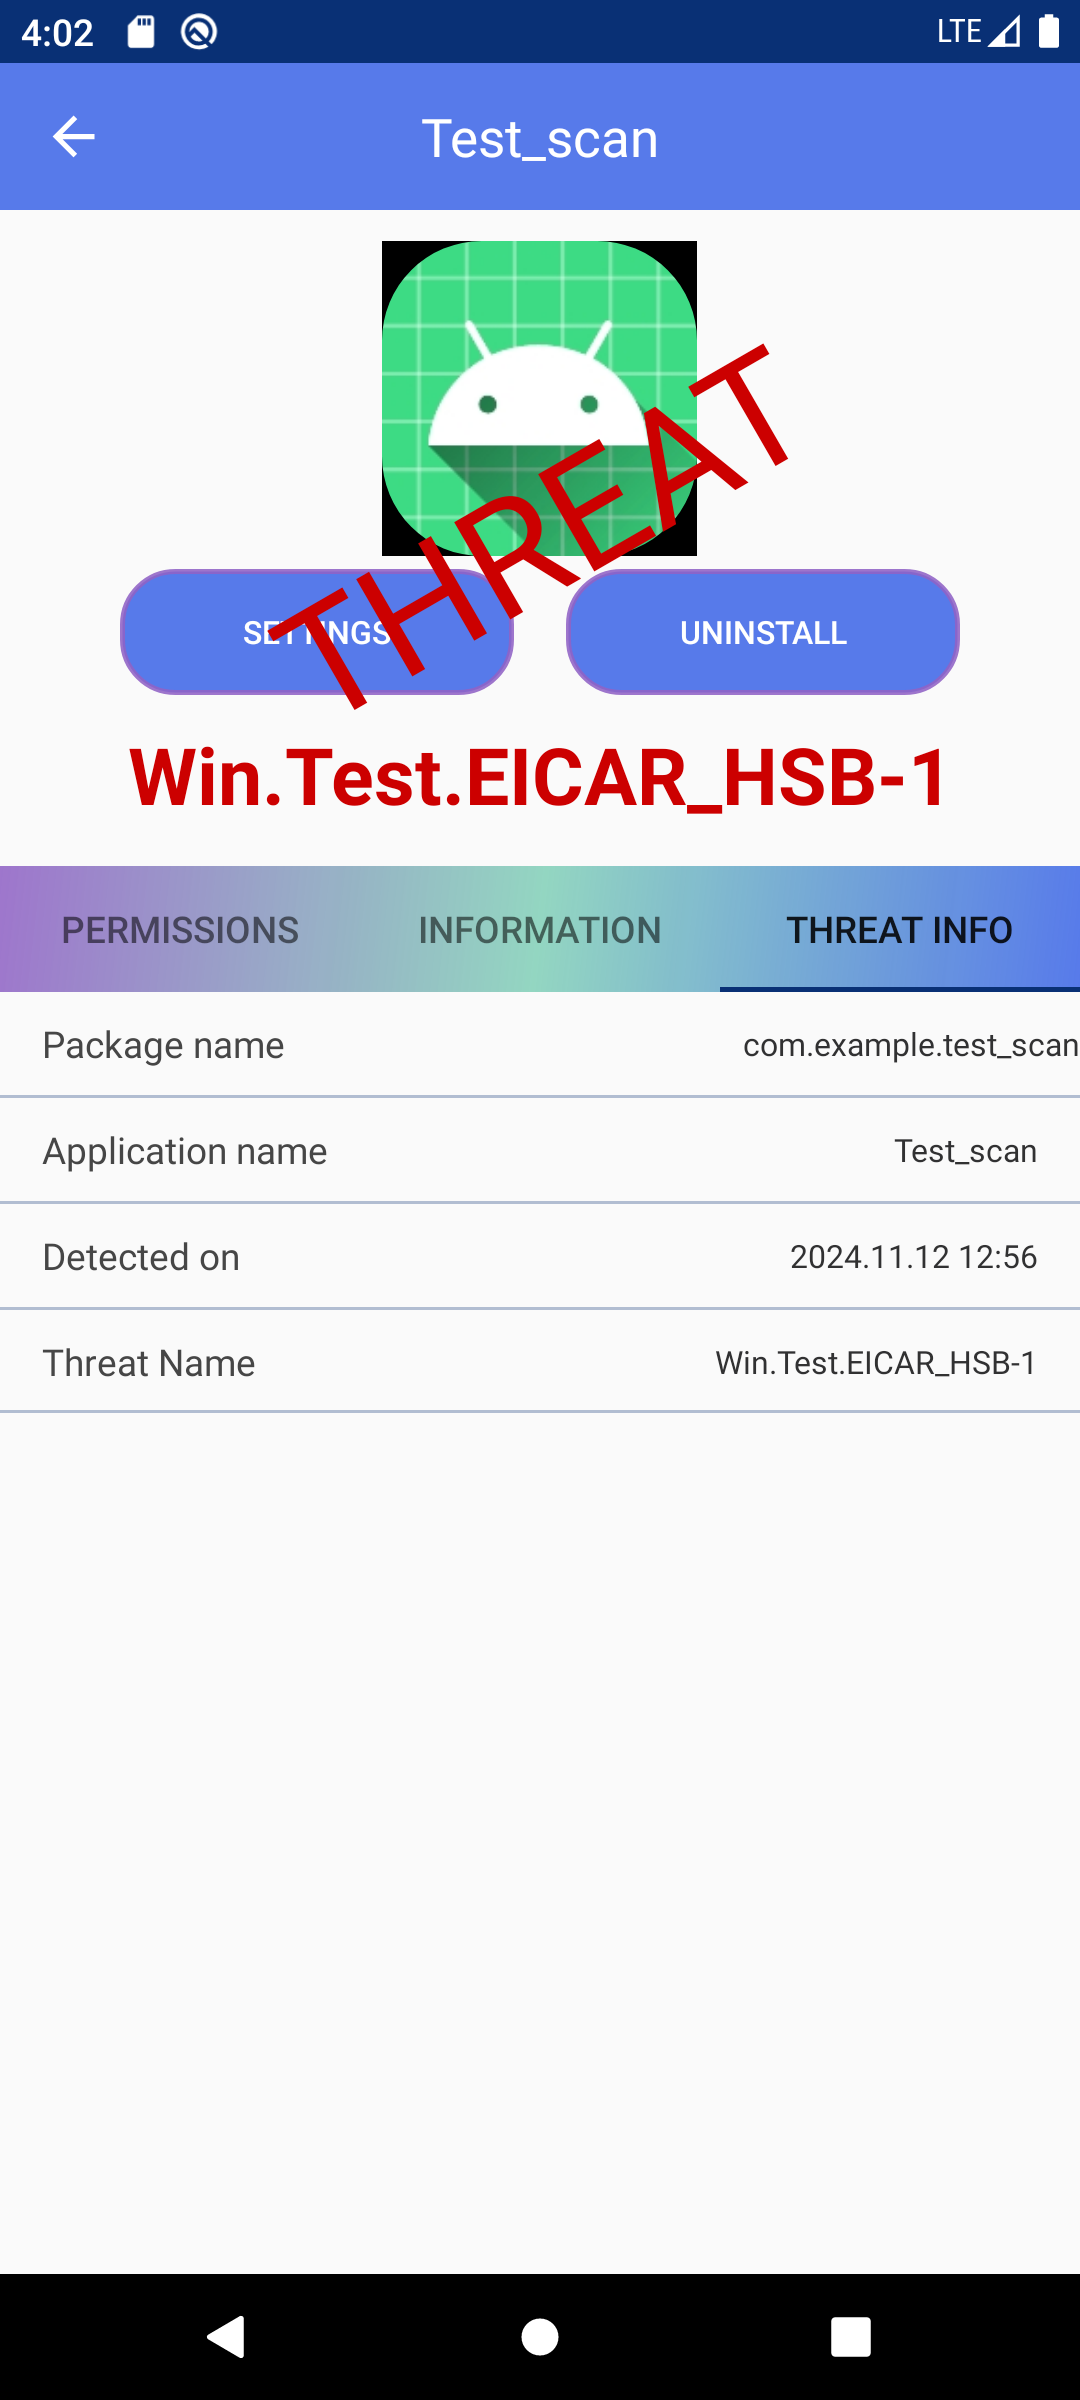 4:02
LTE
Test_scan
THREAT
SETTINGS
UNINSTALL
Win.Test.EICAR_HSB-1
PERMISSIONS
INFORMATION
THREAT INFO
Package name com.example.test_scan
Application name Test_scan
Detected on 2024.11.12 12:56
Threat Name Win.Test.EICAR_HSB-1